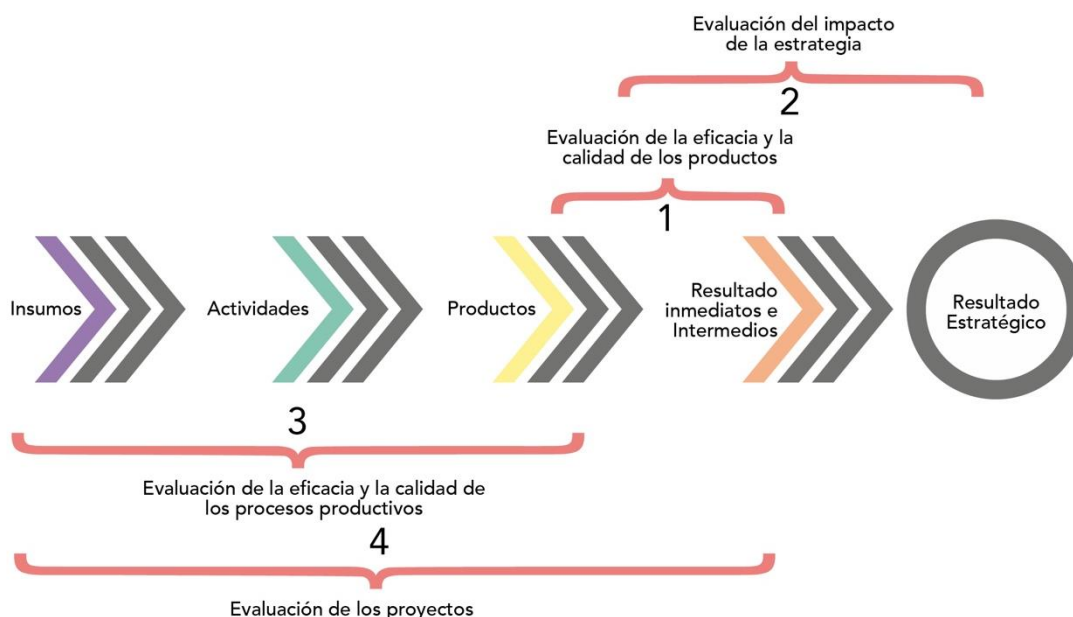 Evaluación del impacto
de la estrategia
2
Evaluación de la eficacia y la
calidad de los productos
1
Insumos
Actividades
Productos
Resultado
inmediatos e
Intermedios
Resultado
Estratégico
3
Evaluación de la eficacia y la calidad de
los procesos productivos
4
Evaluación de los proyectos